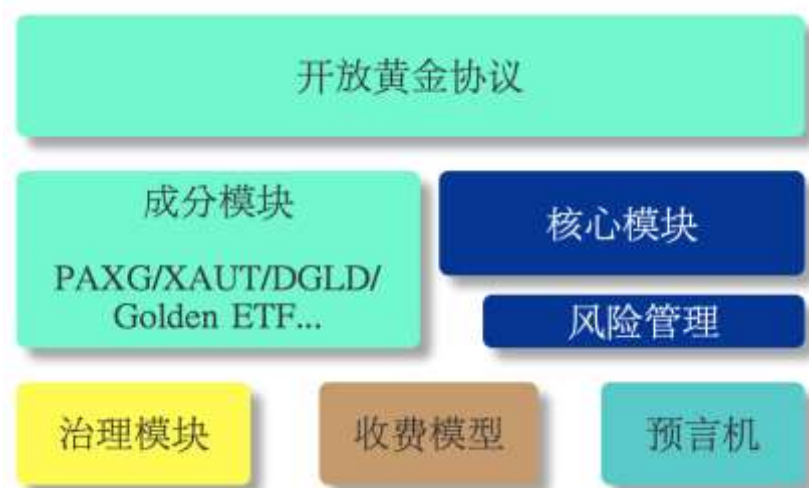 开放黄金协议
成分模块
PAXG/XAUT/DGLD/
Golden ETF...
核心模块
风险管理
治理模块
收费模型
预言机